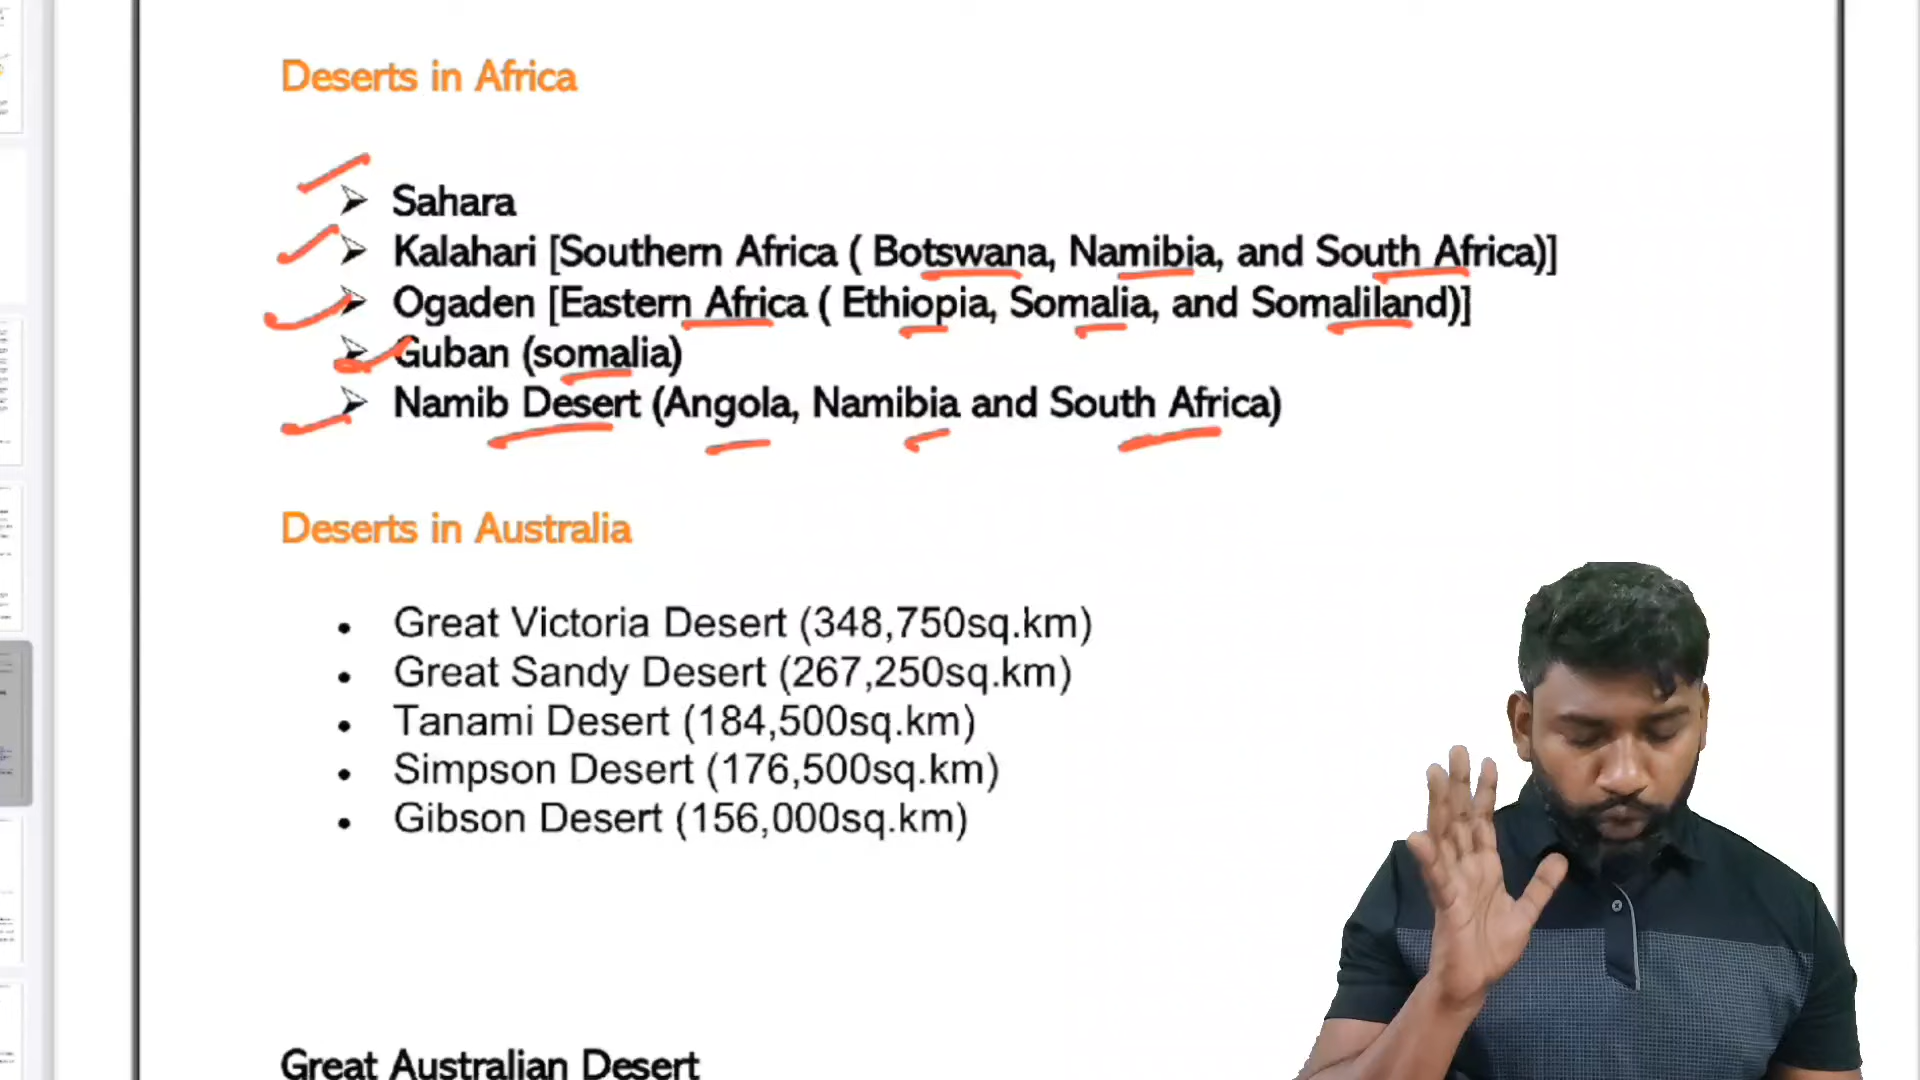 Deserts in Africa
➢ Sahara
➢ Kalahari [Southern Africa ( Botswana, Namibia, and South Africa)]
➢ Ogaden [Eastern Africa ( Ethiopia, Somalia, and Somaliland)]
➢ Guban (somalia)
➢ Namib Desert (Angola, Namibia and South Africa)
Deserts in Australia
• Great Victoria Desert (348,750sq.km)
• Great Sandy Desert (267,250sq.km)
• Tanami Desert (184,500sq.km)
• Simpson Desert (176,500sq.km)
• Gibson Desert (156,000sq.km)
Great Australian Desert